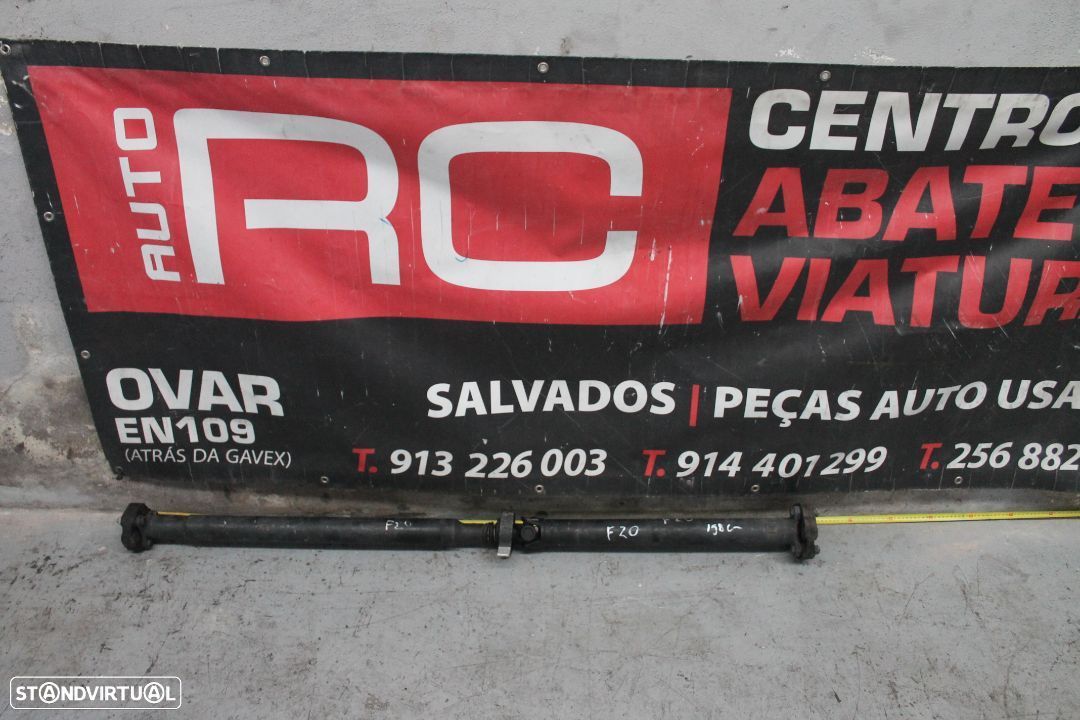 AUTO
RC
CENTRO
ABATE
VIATUR
OVAR
EN109
(ATRÁS DA GAVEX)
SALVADOS | PEÇAS AUTO USA
T. 913 226 003 T. 914 401 299 T. 256 882
F20
F20
F20
STANDVIRTUAL